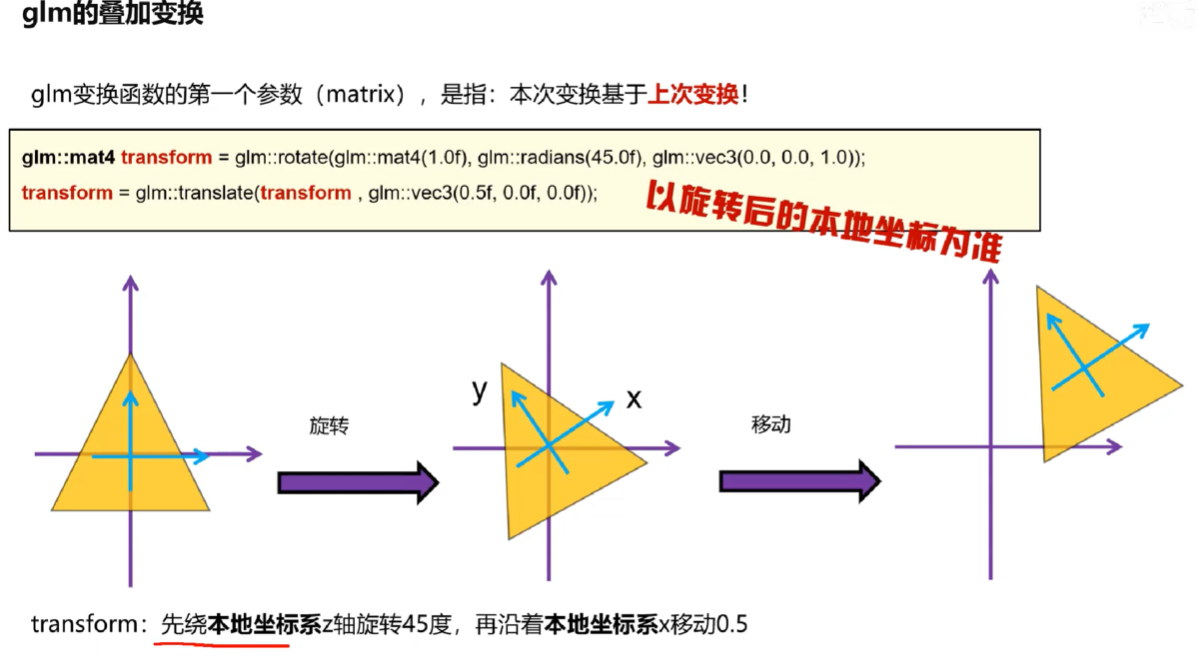 glm的叠加变换
glm变换函数的第一个参数（matrix），是指：本次变换基于上次变换！
glm::mat4 transform = glm::rotate(glm::mat4(1.0f), glm::radians(45.0f), glm::vec3(0.0, 0.0, 1.0));
transform = glm::translate(transform , glm::vec3(0.5f, 0.0f, 0.0f));
以旋转后的本地坐标为准
y
x
旋转
移动
transform：先绕本地坐标系z轴旋转45度，再沿着本地坐标系x移动0.5